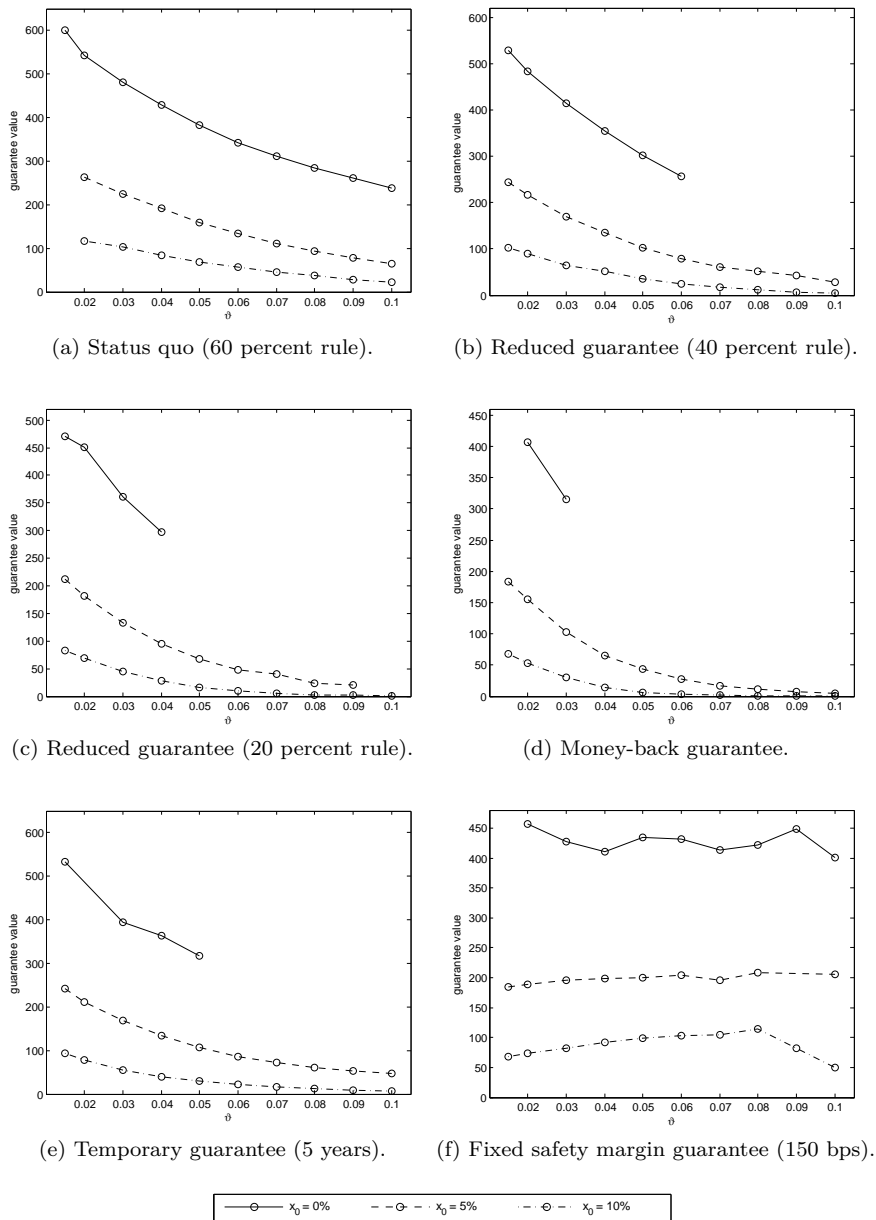 600
500
400
300
200
100
0
guarantee value
0.02 0.03 0.04 0.05 0.06 0.07 0.08 0.09 0.1
ϑ
(a) Status quo (60 percent rule).
600
500
400
300
200
100
0
guarantee value
0.02 0.03 0.04 0.05 0.06 0.07 0.08 0.09 0.1
ϑ
(b) Reduced guarantee (40 percent rule).
500
450
400
350
300
250
200
150
100
50
0
guarantee value
0.02 0.03 0.04 0.05 0.06 0.07 0.08 0.09 0.1
ϑ
(c) Reduced guarantee (20 percent rule).
450
400
350
300
250
200
150
100
50
0
guarantee value
0.02 0.03 0.04 0.05 0.06 0.07 0.08 0.09 0.1
ϑ
(d) Money-back guarantee.
600
500
400
300
200
100
0
guarantee value
0.02 0.03 0.04 0.05 0.06 0.07 0.08 0.09 0.1
ϑ
(e) Temporary guarantee (5 years).
450
400
350
300
450
200
150
100
50
0
guarantee value
0.02 0.03 0.04 0.05 0.06 0.07 0.08 0.09 0.1
ϑ
(f) Fixed safety margin guarantee (150 bps).
x₀ = 0% x₀ = 5% x₀ = 10%